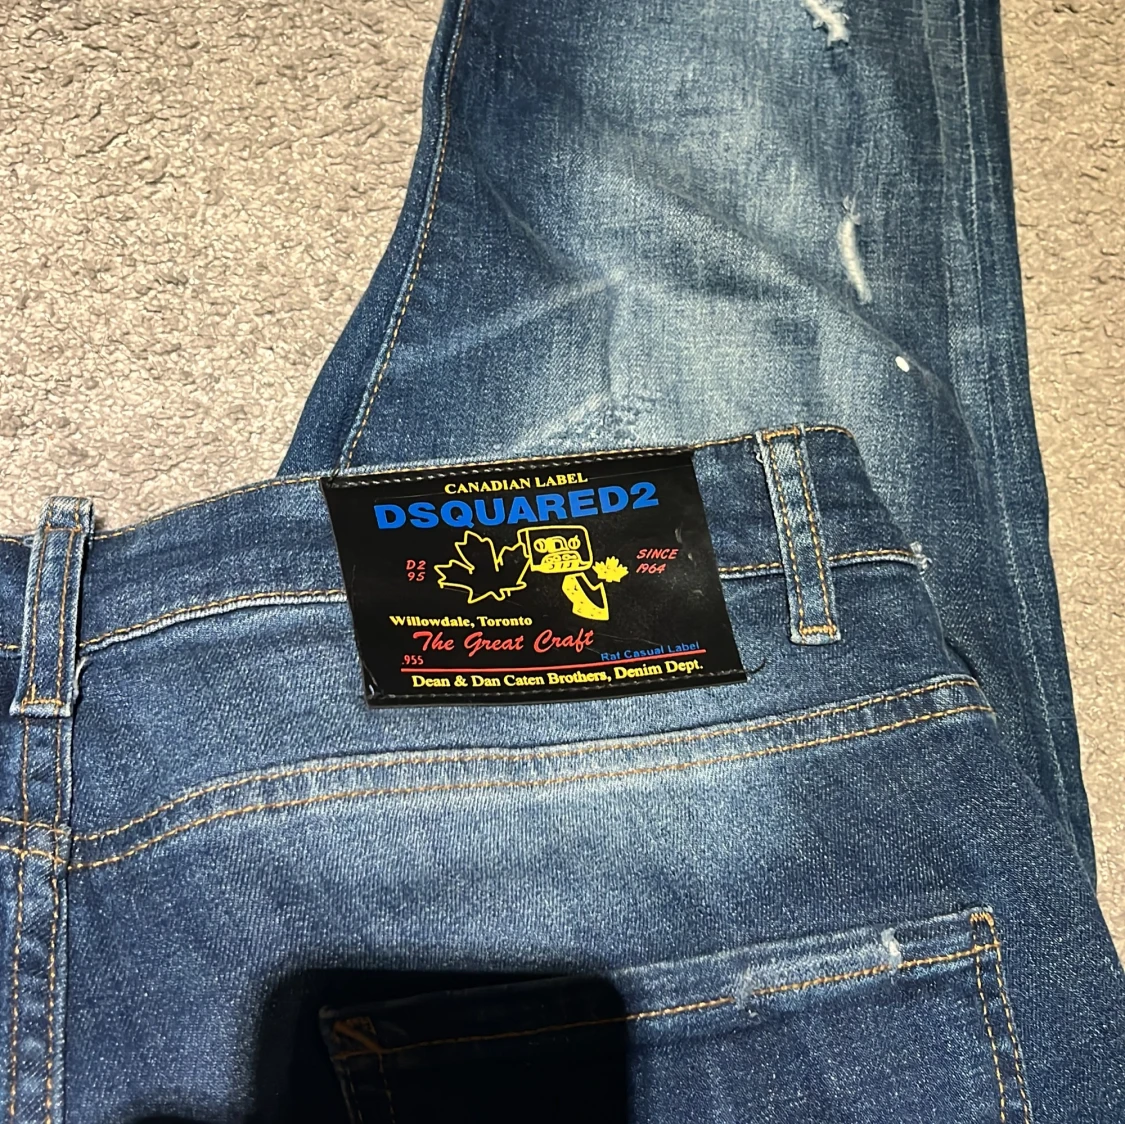 CANADIAN LABEL
DSQUARED2
D2
95
SINCE
1964
Willowdale, Toronto
The Great Craft
.955
Raf Casual Label
Dean & Dan Caten Brothers, Denim Dept.